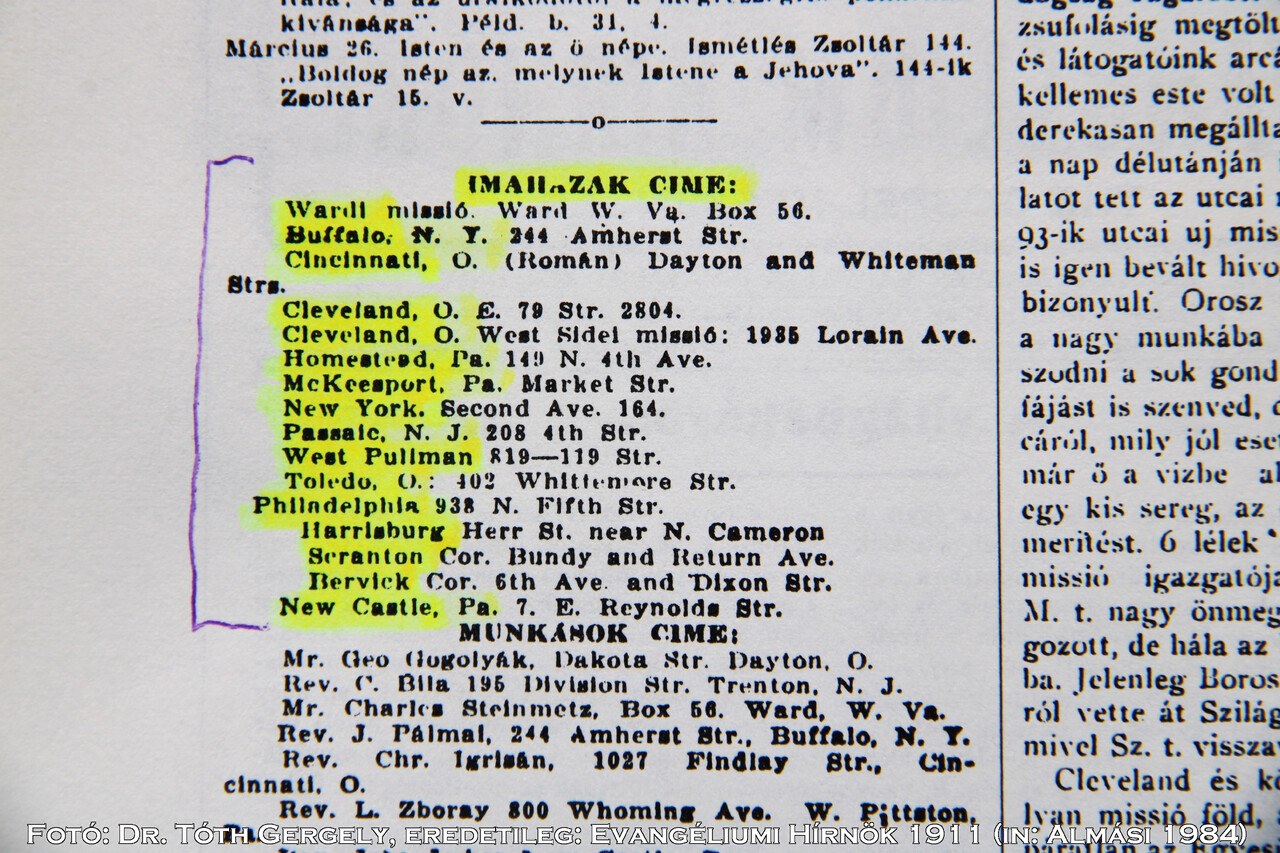 kivánsága". Péld. b. 31, 4.
Március 26. Isten és az ö népe. Ismétlés Zsoltár 144.
„Boldog nép az, melynek Istene a Jehova". 144-ik
Zsoltár 15. v.
o
IMAHAZAK CIME:
Wardi missió. Ward W. Va. Box 56.
Buffalo, N. Y. 244 Amherst Str.
Cincinnati, O. (Román) Dayton and Whiteman
Strs.
Cleveland, O. E. 79 Str. 2804.
Cleveland, O. West Sidei missió: 1985 Lorain Ave.
Homestead, Pa. 149 N. 4th Ave.
McKeesport, Pa. Market Str.
New York. Second Ave. 164.
Passaic, N. J. 208 4th Str.
West Pullman 819—119 Str.
Toledo, O.: 402 Whittemore Str.
Philadelphia 938 N. Fifth Str.
Harrisburg Herr St. near N. Cameron
Scranton Cor. Bundy and Return Ave.
Bervick Cor. 6th Ave. and Dixon Str.
New Castle, Pa. 7. E. Reynolds Str.
MUNKÁSOK CIME:
Mr. Geo Gogolyák, Dakota Str. Dayton, O.
Rev. C. Bila 195 Division Str. Trenton, N. J.
Mr. Charles Steinmetz, Box 56. Ward, W. Va.
Rev. J. Pálmai, 244 Amherst Str., Buffalo, N. Y.
Rev. Chr. Igrisán, 1027 Findlay Str., Cin-
cinnati, O.
Rev. L. Zboray 800 Whoming Ave. W. Pittston,
Pa.
zsufolásig megtölt
és látogatóink arc
kellemes este volt
derekasan megállta
a nap délutánján
latot tett az utcai
93-ik utcai uj mis
is igen bevált hivo
bizonyult. Orosz
a nagy munkába
szodni a sok gond
fájást is szenved,
cáról, mily jól eset
már ő a vizbe al
egy kis sereg, az
meritést. 6 lélek
missió igazgatója
M. t. nagy önmeg
gozott, de hála az
ba. Jelenleg Boros
ról vette át Szilág
mivel Sz. t. vissza
Cleveland és kö
lvan missió föld,
Fotó: Dr. Tóth Gergely, eredetileg: Evangéliumi Hírnök 1911 (in: Almási 1984)